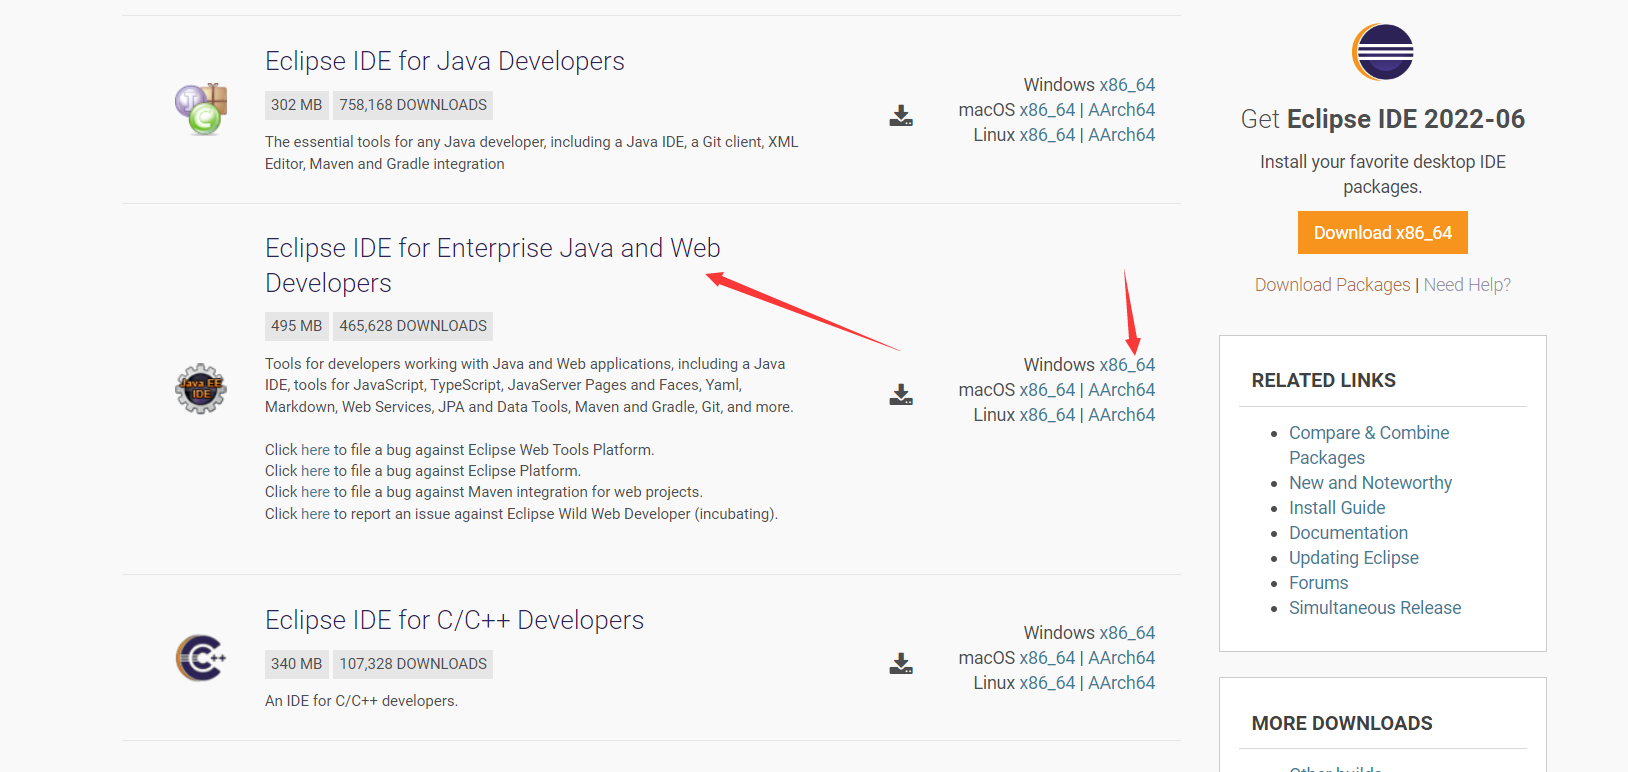 Eclipse IDE for Java Developers
302 MB 758,168 DOWNLOADS
The essential tools for any Java developer, including a Java IDE, a Git client, XML
Editor, Maven and Gradle integration
Windows x86_64
macOS x86_64 | AArch64
Linux x86_64 | AArch64
Eclipse IDE for Enterprise Java and Web
Developers
495 MB 465,628 DOWNLOADS
Tools for developers working with Java and Web applications, including a Java
IDE, tools for JavaScript, TypeScript, JavaServer Pages and Faces, Yaml,
Markdown, Web Services, JPA and Data Tools, Maven and Gradle, Git, and more.
Click here to file a bug against Eclipse Web Tools Platform.
Click here to file a bug against Eclipse Platform.
Click here to file a bug against Maven integration for web projects.
Click here to report an issue against Eclipse Wild Web Developer (incubating).
Java EE
IDE
Windows x86_64
macOS x86_64 | AArch64
Linux x86_64 | AArch64
Eclipse IDE for C/C++ Developers
340 MB 107,328 DOWNLOADS
An IDE for C/C++ developers.
C++
Windows x86_64
macOS x86_64 | AArch64
Linux x86_64 | AArch64
Get Eclipse IDE 2022-06
Install your favorite desktop IDE
packages.
Download x86_64
Download Packages | Need Help?
RELATED LINKS
Compare & Combine
Packages
New and Noteworthy
Install Guide
Documentation
Updating Eclipse
Forums
Simultaneous Release
MORE DOWNLOADS
Other builds